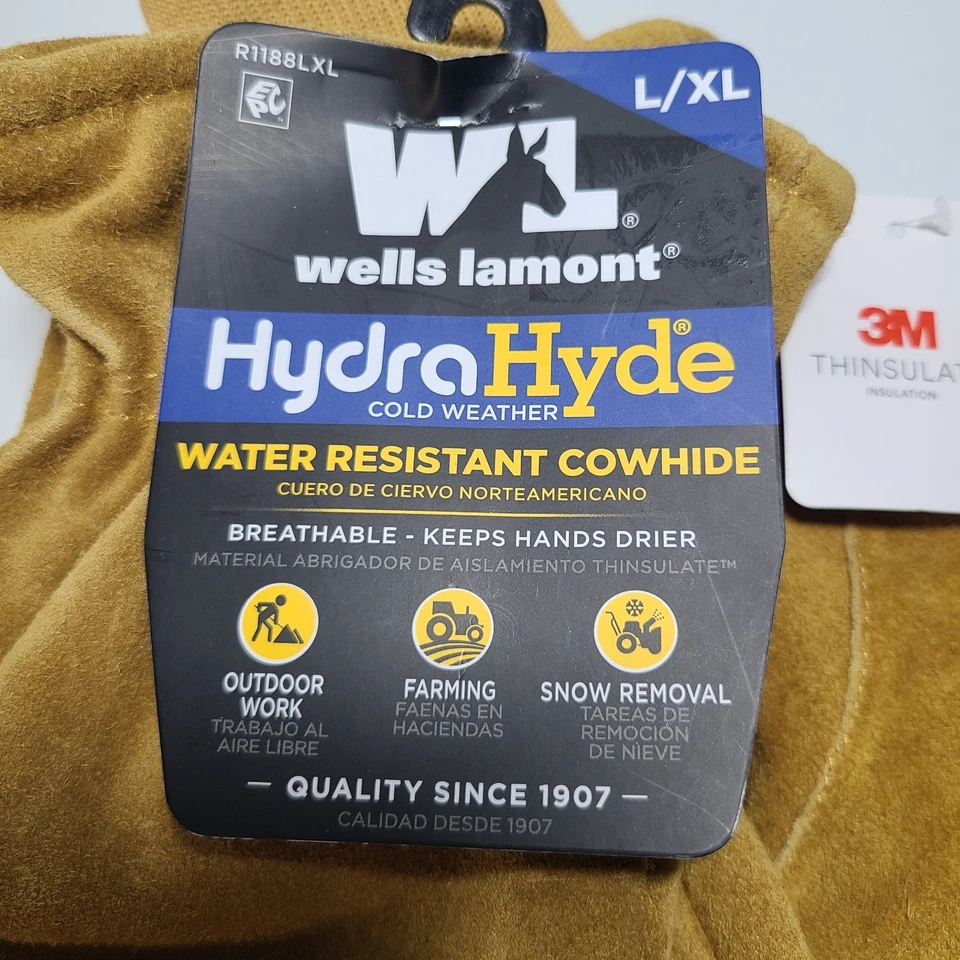 R1188LXL
EPC
L/XL
WL®
wells lamont®
HydraHyde®
COLD WEATHER
WATER RESISTANT COWHIDE
CUERO DE CIERVO NORTEAMERICANO
BREATHABLE - KEEPS HANDS DRIER
MATERIAL ABRIGADOR DE AISLAMIENTO THINSULATE™
OUTDOOR
WORK
TRABAJO AL
AIRE LIBRE
FARMING
FAENAS EN
HACIENDAS
SNOW REMOVAL
TAREAS DE
REMOCIÓN
DE NIEVE
— QUALITY SINCE 1907 —
CALIDAD DESDE 1907
3M
THINSULAT
INSULATION